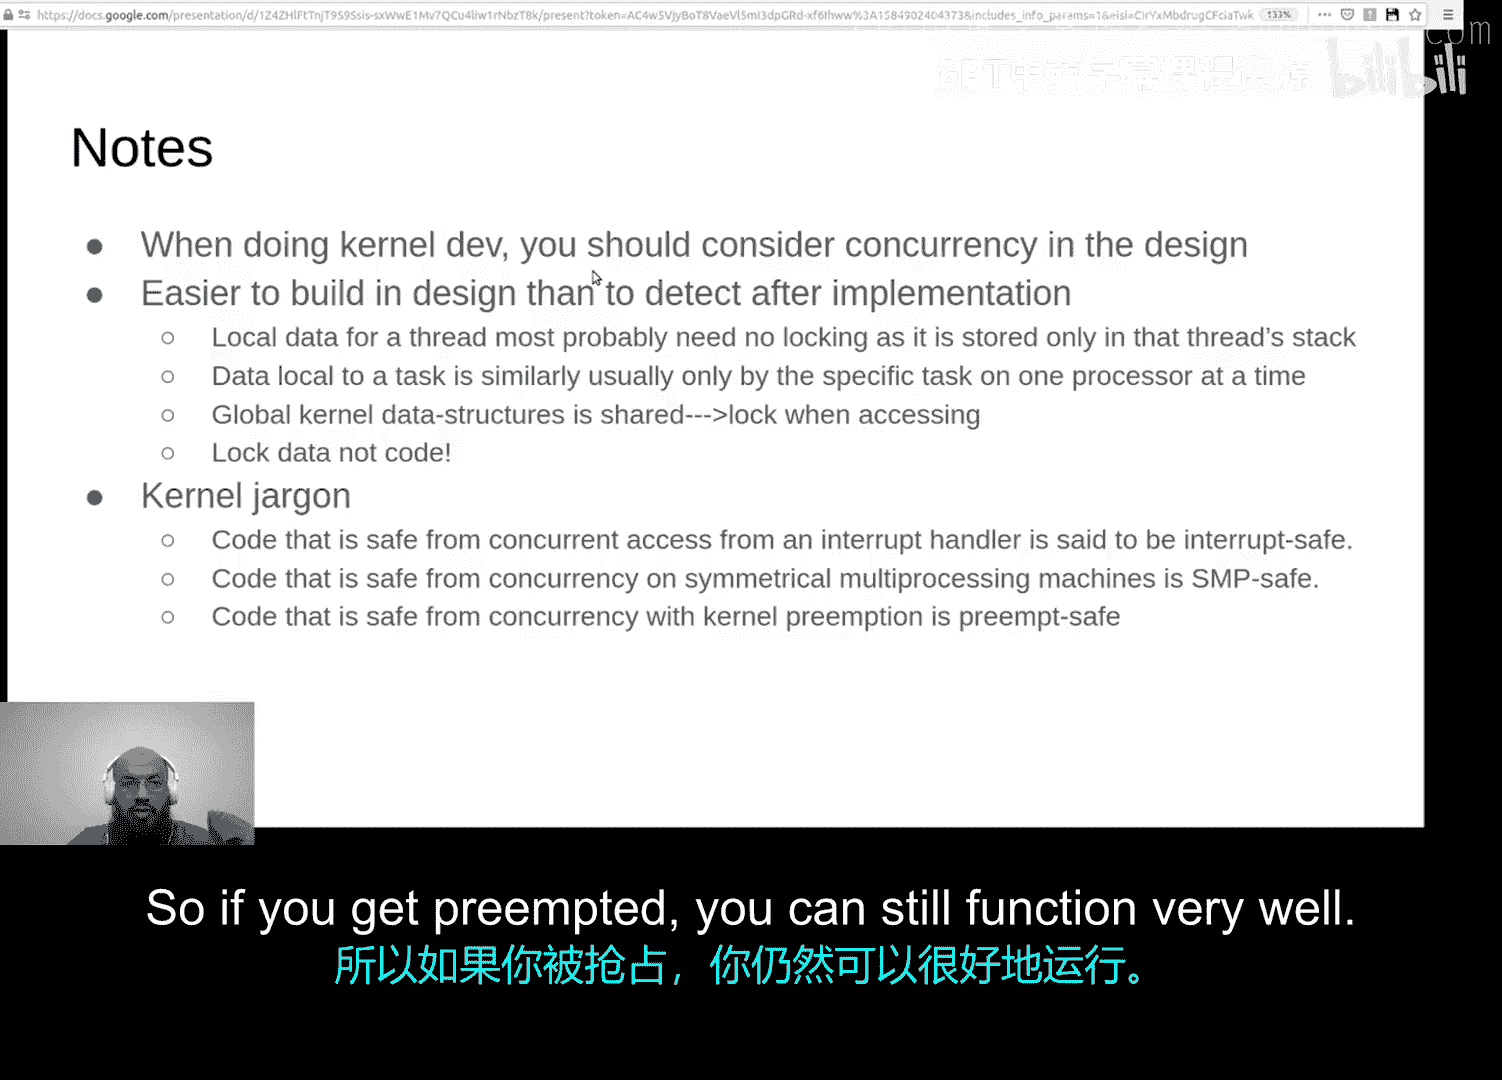 133%
Notes
● When doing kernel dev, you should consider concurrency in the design
● Easier to build in design than to detect after implementation
○ Local data for a thread most probably need no locking as it is stored only in that thread's stack
○ Data local to a task is similarly usually only by the specific task on one processor at a time
○ Global kernel data-structures is shared--->lock when accessing
○ Lock data not code!
● Kernel jargon
○ Code that is safe from concurrent access from an interrupt handler is said to be interrupt-safe.
○ Code that is safe from concurrency on symmetrical multiprocessing machines is SMP-safe.
○ Code that is safe from concurrency with kernel preemption is preempt-safe
bilibili
So if you get preempted, you can still function very well.
所以如果你被抢占，你仍然可以很好地运行。